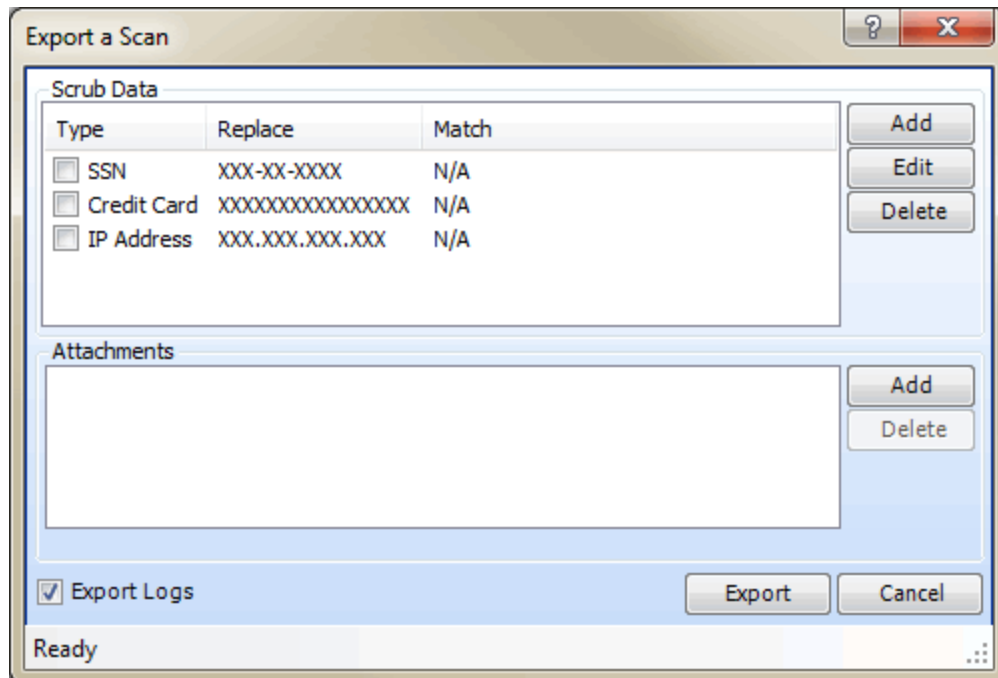 Export a Scan
Scrub Data
Type Replace Match
SSN XXX-XX-XXXX N/A
Credit Card XXXXXXXXXXXXXXXX N/A
IP Address XXX.XXX.XXX.XXX N/A
Add
Edit
Delete
Attachments
Add
Delete
Export Logs
Export Cancel
Ready